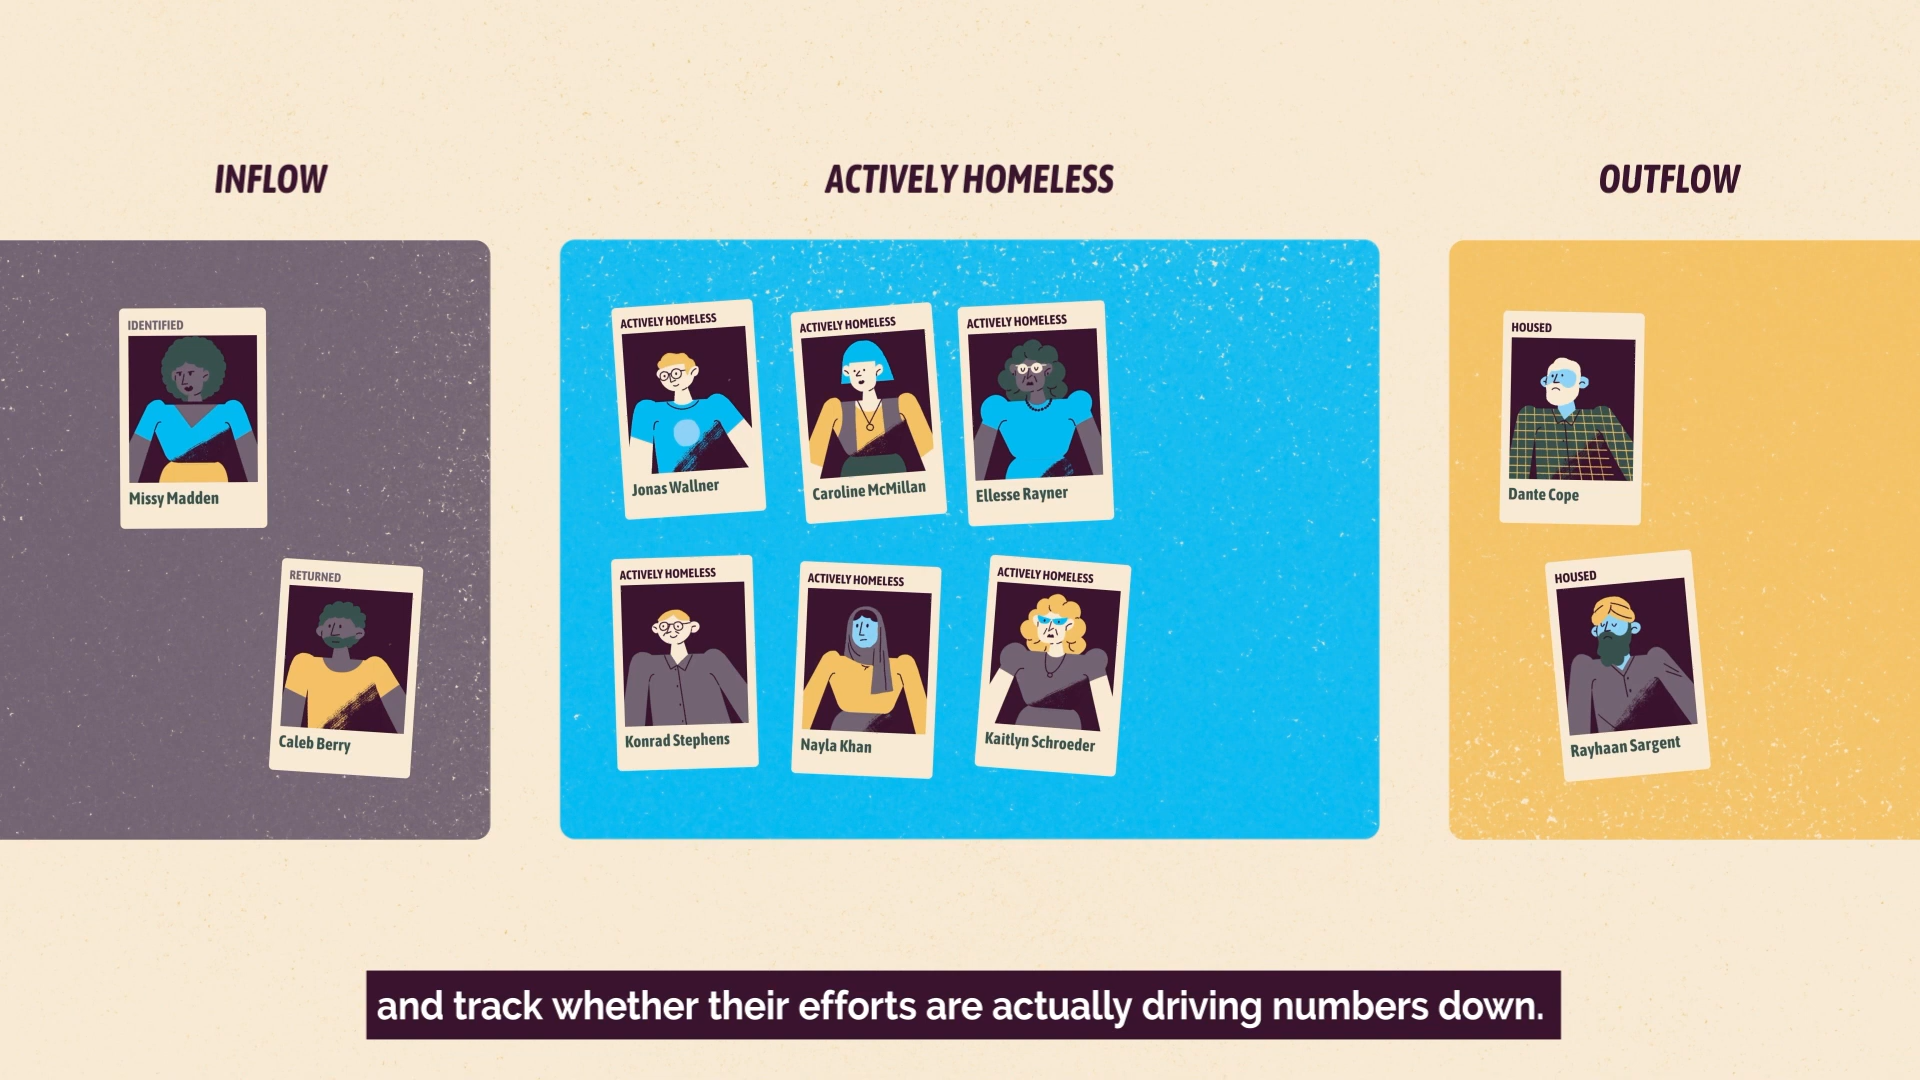 INFLOW
ACTIVELY HOMELESS
OUTFLOW
IDENTIFIED
Missy Madden
RETURNED
Caleb Berry
ACTIVELY HOMELESS
Jonas Wallner
ACTIVELY HOMELESS
Caroline McMillan
ACTIVELY HOMELESS
Ellesse Rayner
ACTIVELY HOMELESS
Konrad Stephens
ACTIVELY HOMELESS
Nayla Khan
ACTIVELY HOMELESS
Kaitlyn Schroeder
HOUSED
Dante Cope
HOUSED
Rayhaan Sargent
and track whether their efforts are actually driving numbers down.